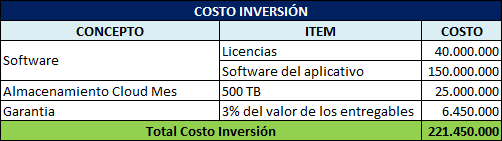 COSTO INVERSIÓN
CONCEPTO ITEM COSTO
Software Licencias 40.000.000
Software del aplicativo 150.000.000
Almacenamiento Cloud Mes 500 TB 25.000.000
Garantia 3% del valor de los entregables 6.450.000
Total Costo Inversión 221.450.000